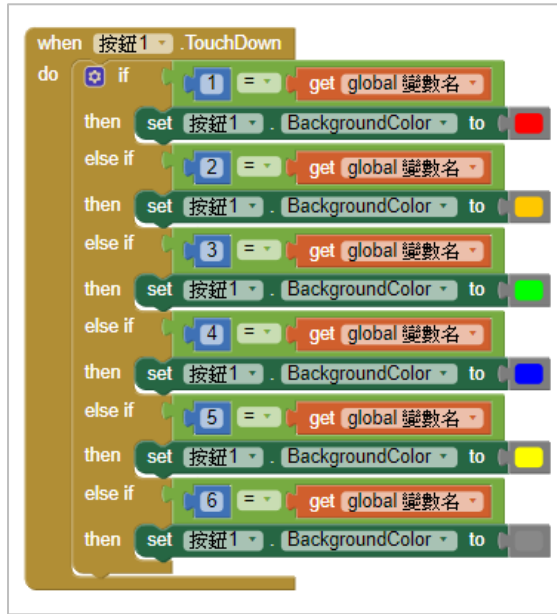 when 按鈕1 .TouchDown
do if 1 = get global 變數名
then set 按鈕1 . BackgroundColor to
else if 2 = get global 變數名
then set 按鈕1 . BackgroundColor to
else if 3 = get global 變數名
then set 按鈕1 . BackgroundColor to
else if 4 = get global 變數名
then set 按鈕1 . BackgroundColor to
else if 5 = get global 變數名
then set 按鈕1 . BackgroundColor to
else if 6 = get global 變數名
then set 按鈕1 . BackgroundColor to